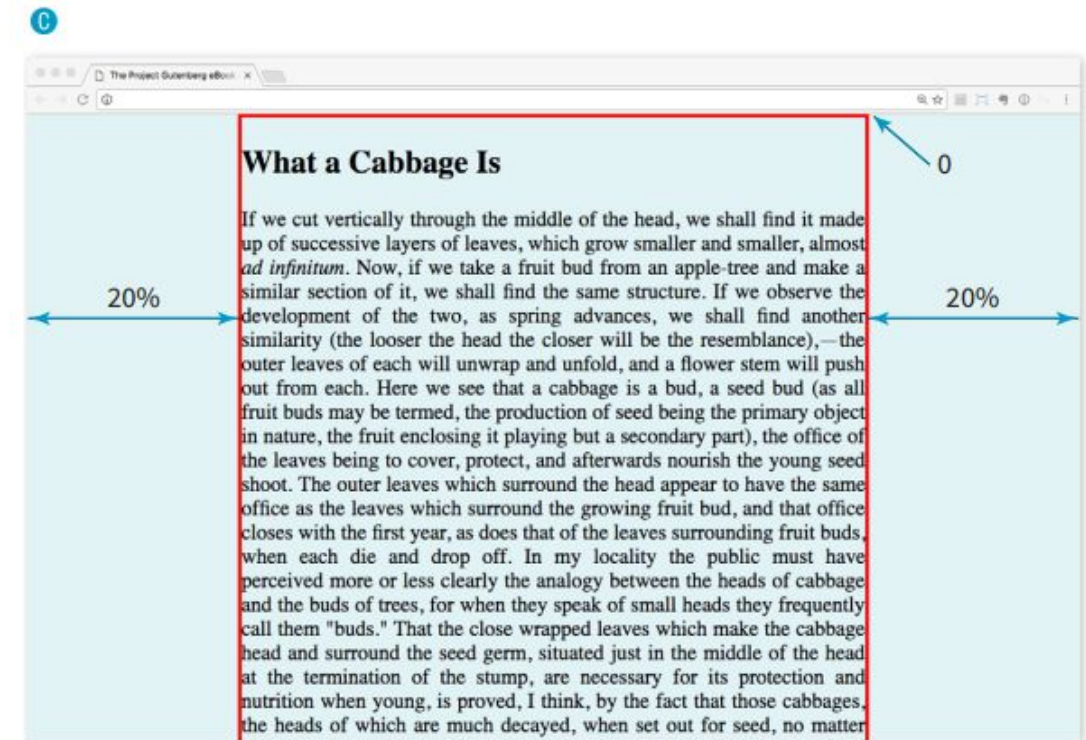 C
The Project Gutenberg eBook
0
What a Cabbage Is
If we cut vertically through the middle of the head, we shall find it made
up of successive layers of leaves, which grow smaller and smaller, almost
ad infinitum. Now, if we take a fruit bud from an apple-tree and make a
similar section of it, we shall find the same structure. If we observe the
20%
20%
development of the two, as spring advances, we shall find another
similarity (the looser the head the closer will be the resemblance),—the
outer leaves of each will unwrap and unfold, and a flower stem will push
out from each. Here we see that a cabbage is a bud, a seed bud (as all
fruit buds may be termed, the production of seed being the primary object
in nature, the fruit enclosing it playing but a secondary part), the office of
the leaves being to cover, protect, and afterwards nourish the young seed
shoot. The outer leaves which surround the head appear to have the same
office as the leaves which surround the growing fruit bud, and that office
closes with the first year, as does that of the leaves surrounding fruit buds,
when each die and drop off. In my locality the public must have
perceived more or less clearly the analogy between the heads of cabbage
and the buds of trees, for when they speak of small heads they frequently
call them "buds." That the close wrapped leaves which make the cabbage
head and surround the seed germ, situated just in the middle of the head
at the termination of the stump, are necessary for its protection and
nutrition when young, is proved, I think, by the fact that those cabbages,
the heads of which are much decayed, when set out for seed, no matter